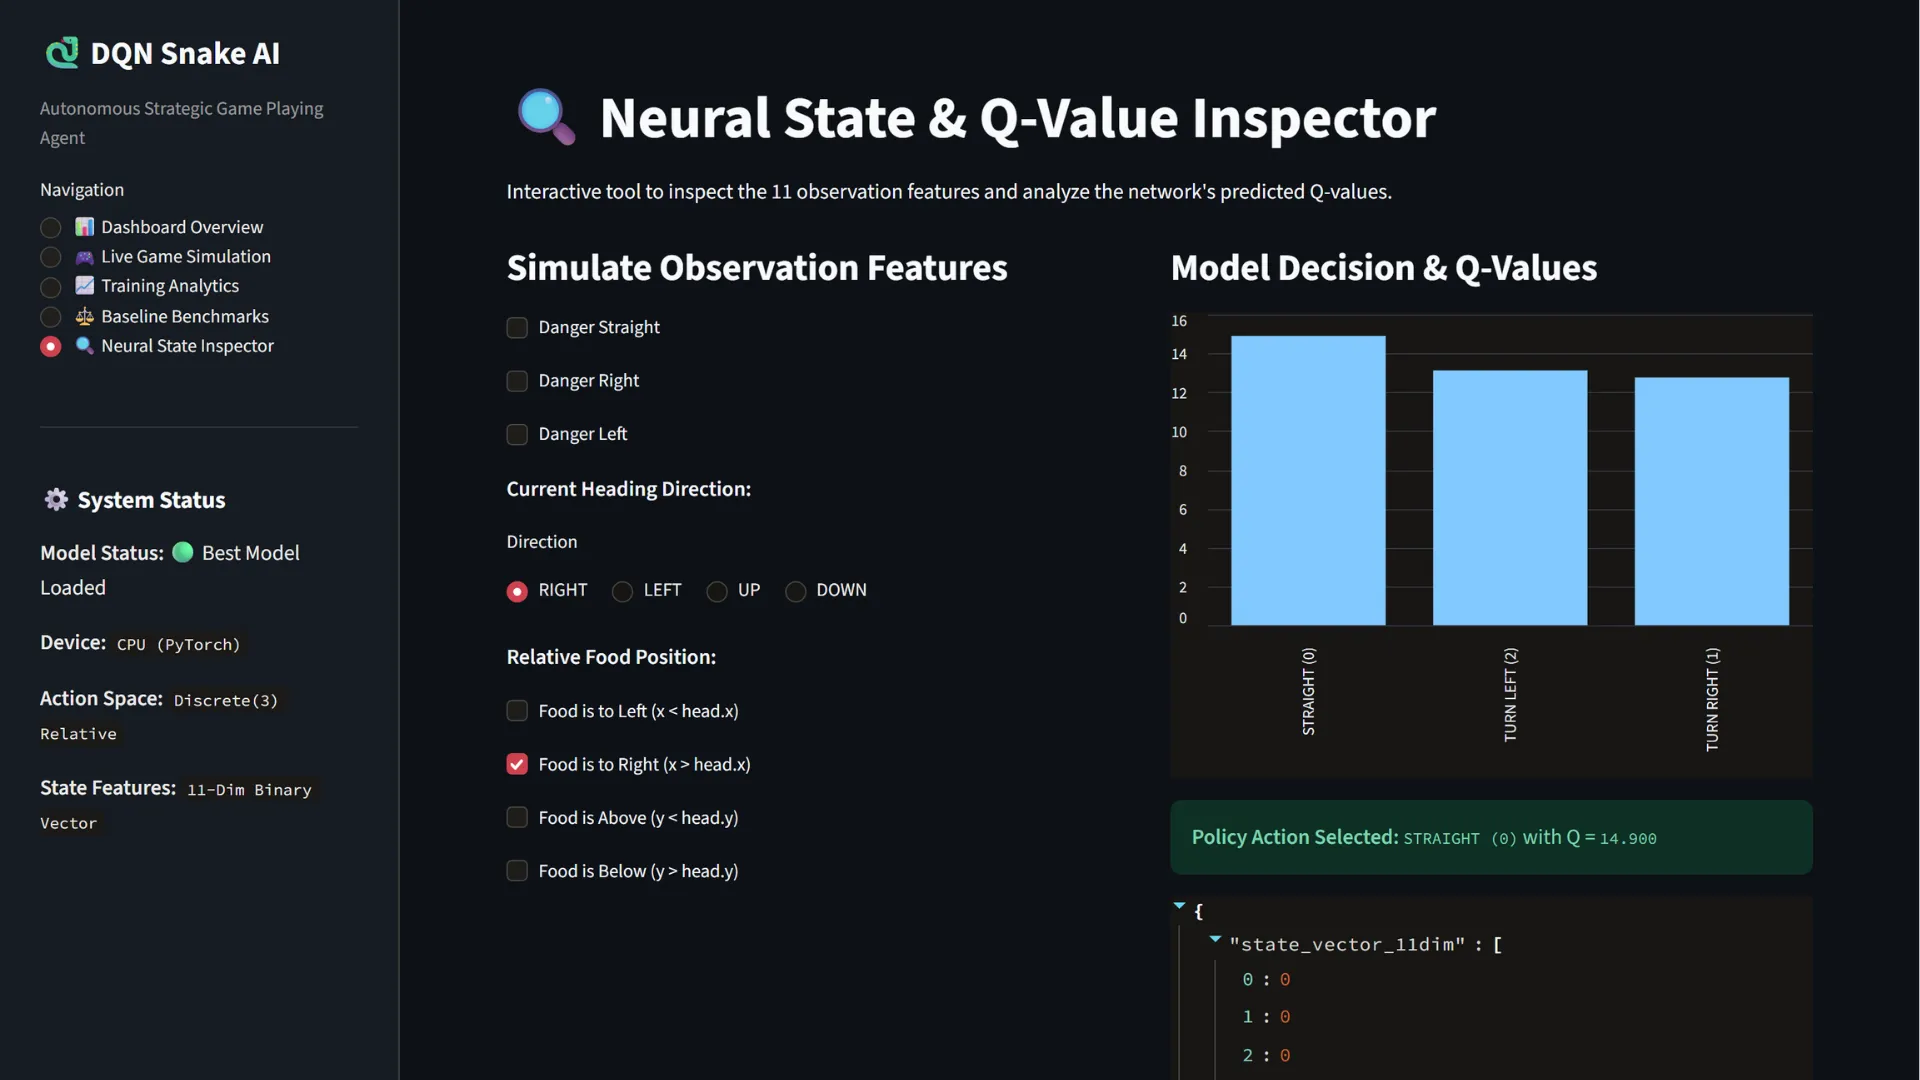 DQN Snake AI
Autonomous Strategic Game Playing
Agent
Navigation
Dashboard Overview
Live Game Simulation
Training Analytics
Baseline Benchmarks
Neural State Inspector
System Status
Model Status: Best Model
Loaded
Device: CPU (PyTorch)
Action Space: Discrete(3)
Relative
State Features: 11-Dim Binary
Vector
Neural State & Q-Value Inspector
Interactive tool to inspect the 11 observation features and analyze the network's predicted Q-values.
Simulate Observation Features
Danger Straight
Danger Right
Danger Left
Current Heading Direction:
Direction
RIGHT LEFT UP DOWN
Relative Food Position:
Food is to Left (x < head.x)
Food is to Right (x > head.x)
Food is Above (y < head.y)
Food is Below (y > head.y)
Model Decision & Q-Values
16
14
12
10
8
6
4
2
0
STRAIGHT (0)
TURN LEFT (2)
TURN RIGHT (1)
Policy Action Selected: STRAIGHT (0) with Q = 14.900
{
"state_vector_11dim" : [
0 : 0
1 : 0
2 : 0